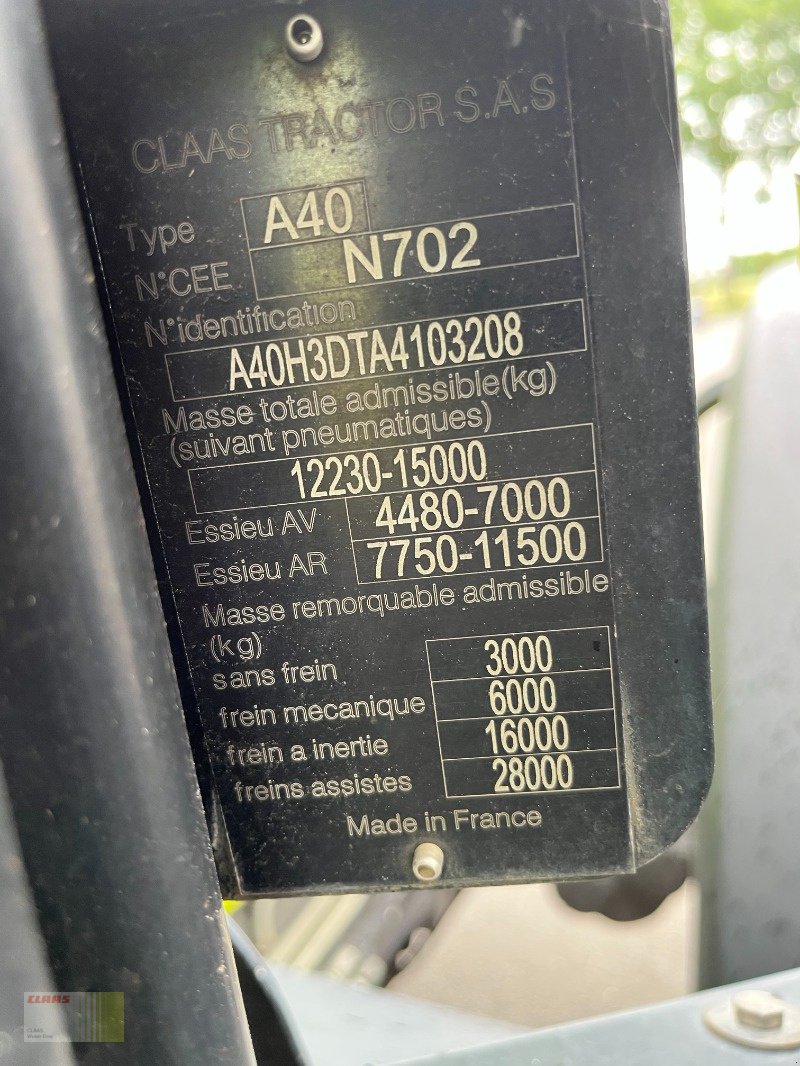 CLAAS TRACTOR S.A.S
Type A40
N°CEE N702
N°identification
A40H3DTA4103208
Masse totale admissible(kg)
(suivant pneumatiques)
12230-15000
Essieu AV 4480-7000
Essieu AR 7750-11500
Masse remorquable admissible
(kg)
sans frein 3000
frein mecanique 6000
frein a inertie 16000
freins assistes 28000
Made in France
CLAAS
CLAAS